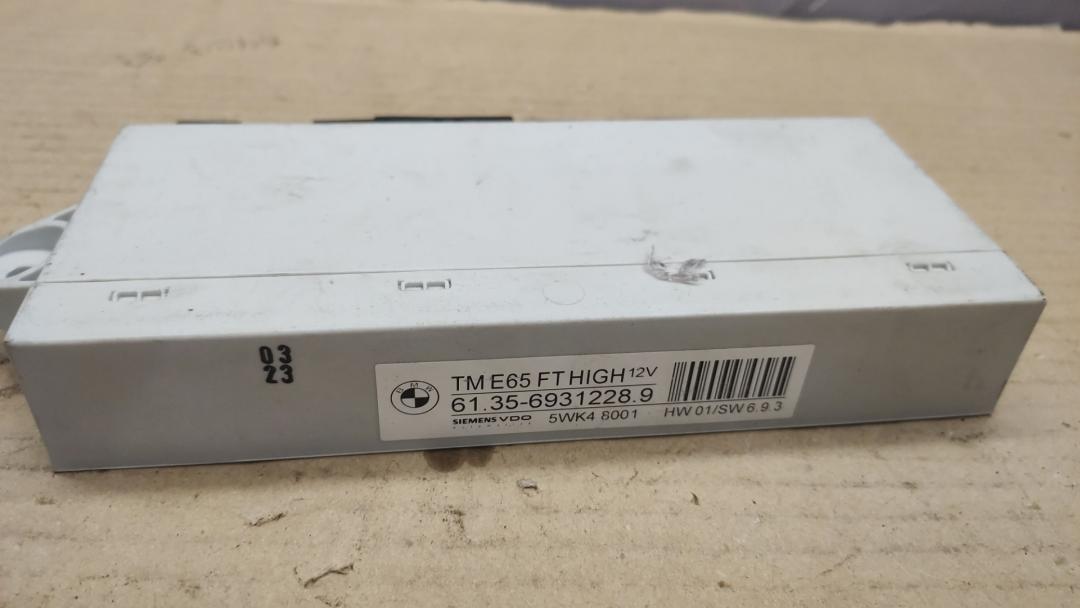 03
23
BMW
TM E65 FT HIGH 12V
61.35-6931228.9
SIEMENS VDO
5WK4 8001
HW 01/SW 6.9.3